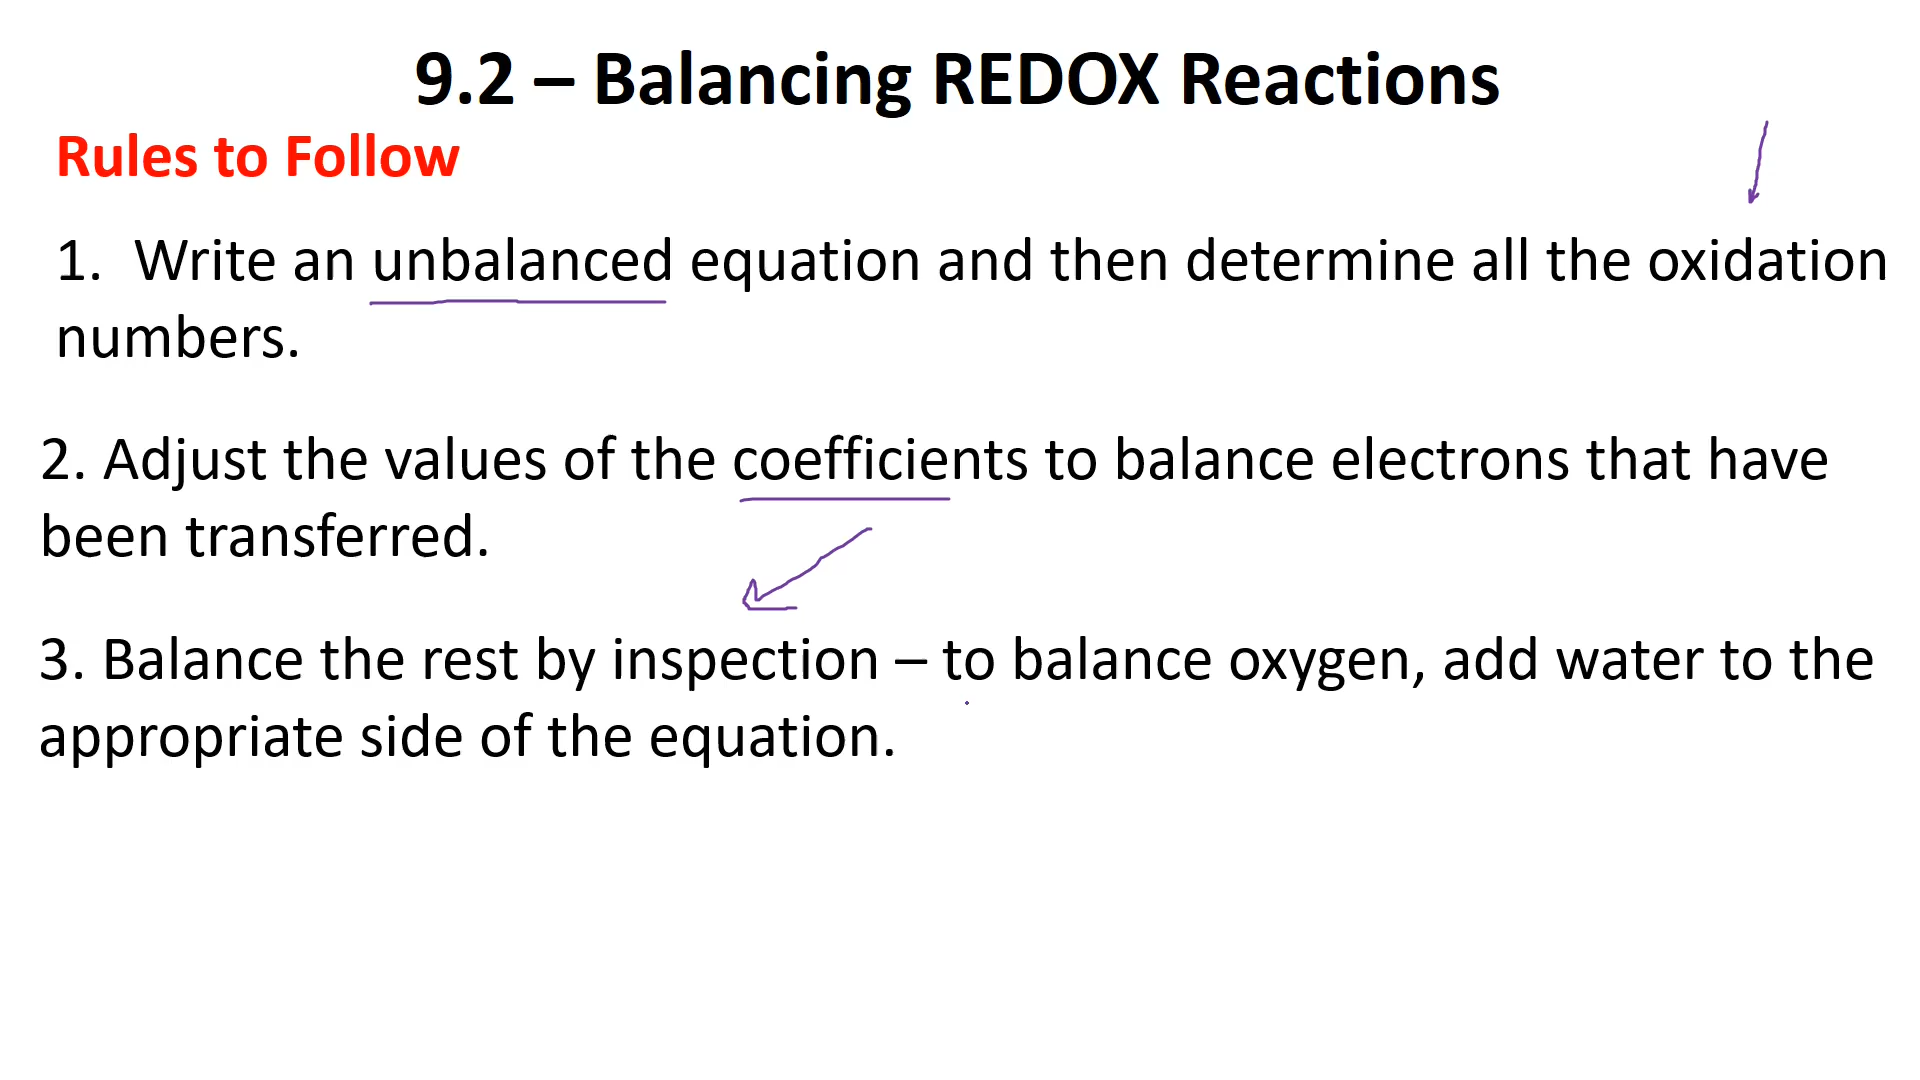 9.2 – Balancing REDOX Reactions
Rules to Follow
1. Write an unbalanced equation and then determine all the oxidation
numbers.
2. Adjust the values of the coefficients to balance electrons that have
been transferred.
3. Balance the rest by inspection – to balance oxygen, add water to the
appropriate side of the equation.